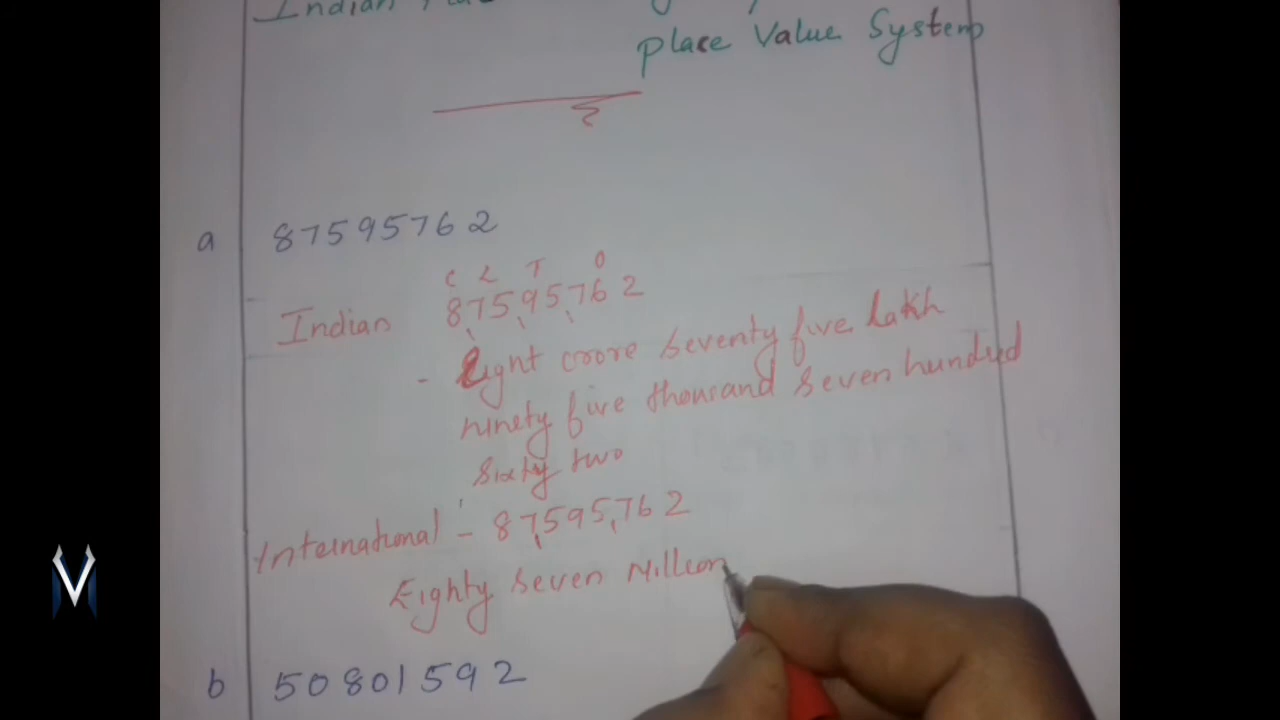 Indian
place Value System
a 87595762
C L T O
Indian 8,75,95,762
- Eight crore seventy five lakh
ninety five thousand seven hundred
sixty two
International - 87,595,762
Eighty seven Million
b 50801592